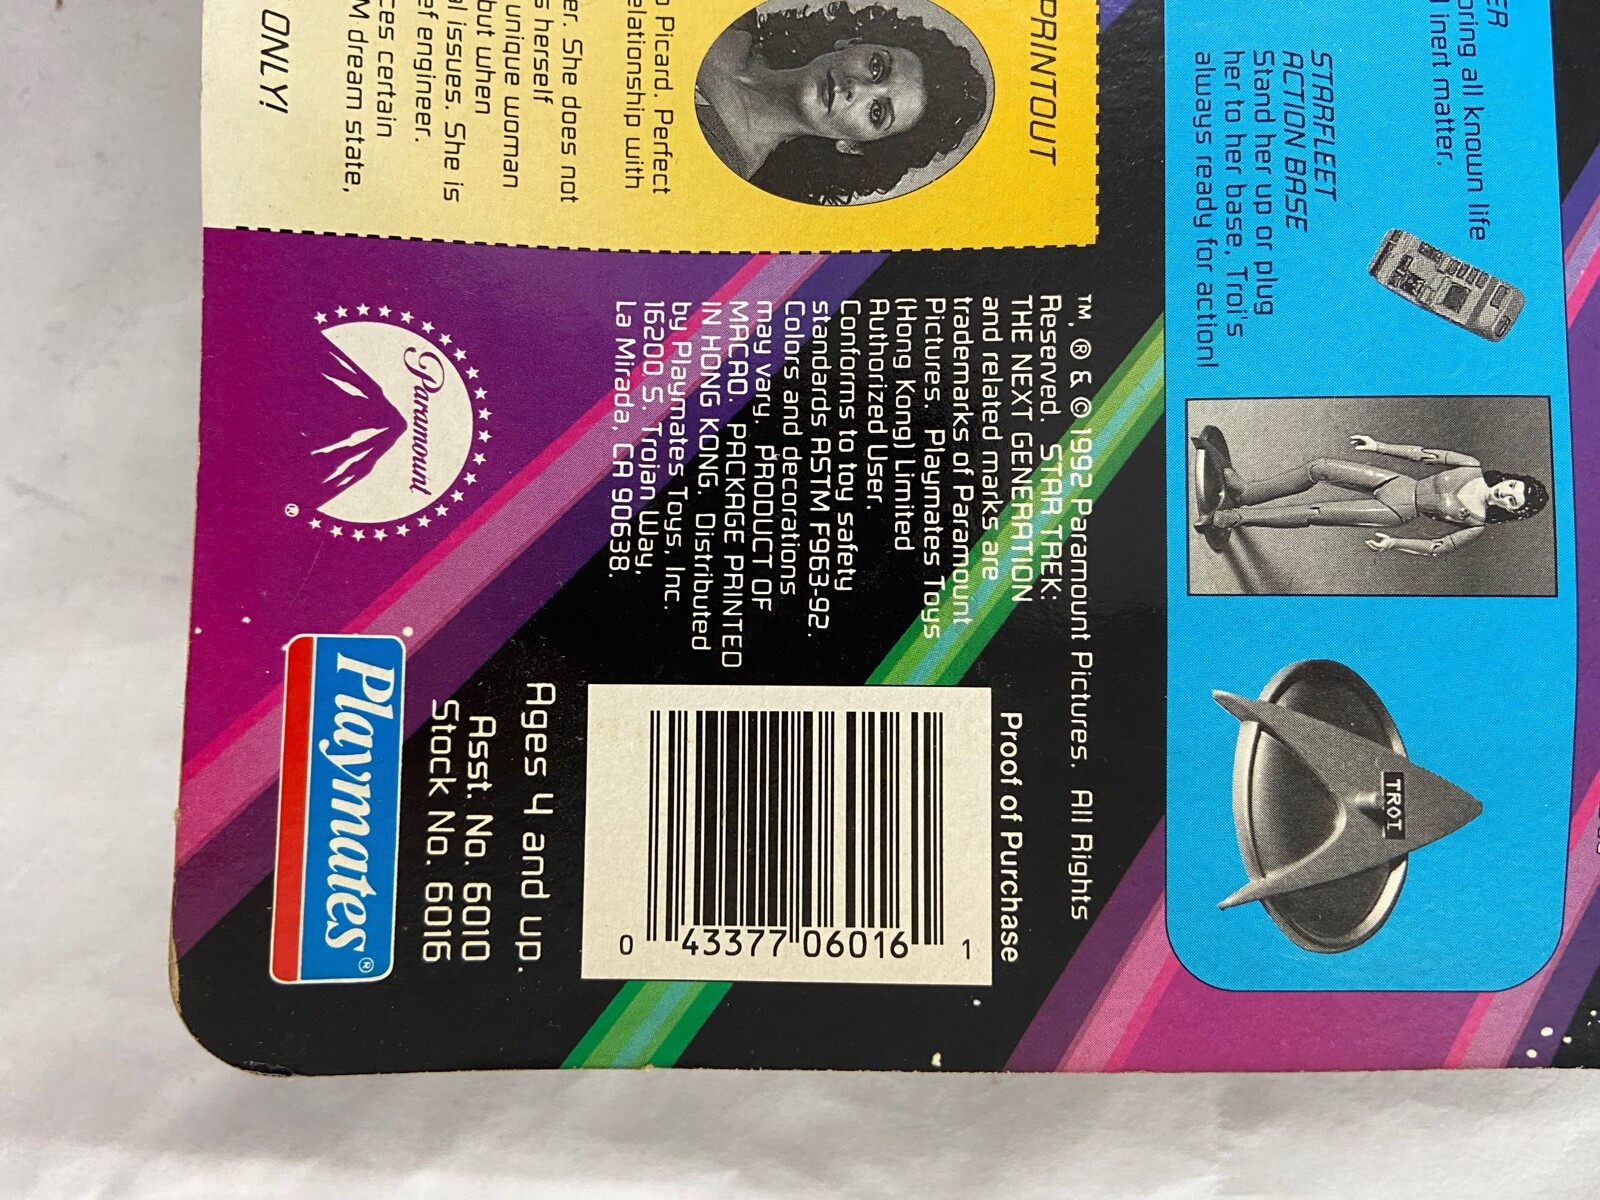 ER
oring all known life
inert matter.
STARFLEET
ACTION BASE
Stand her up or plug
her to her base. Troi's
always ready for action!
TROI
PRINTOUT
Picard. Perfect
elationship with
er. She does not
s herself
unique woman
but when
l issues. She is
ef engineer.
ces certain
M dream state,
ONLY!
™, ® & ©1992 Paramount Pictures. All Rights
Reserved. STAR TREK:
THE NEXT GENERATION
and related marks are
trademarks of Paramount
Pictures. Playmates Toys
(Hong Kong) Limited
Authorized User.
Conforms to toy safety
standards ASTM F963-92.
Colors and decorations
may vary. PRODUCT OF
MACAO. PACKAGE PRINTED
IN HONG KONG. Distributed
by Playmates Toys, Inc.
16200 S. Trojan Way,
La Mirada, CA 90638.
Paramount
®
Proof of Purchase
0 43377 06016 1
Ages 4 and up.
Asst. No. 6010
Stock No. 6016
Playmates®